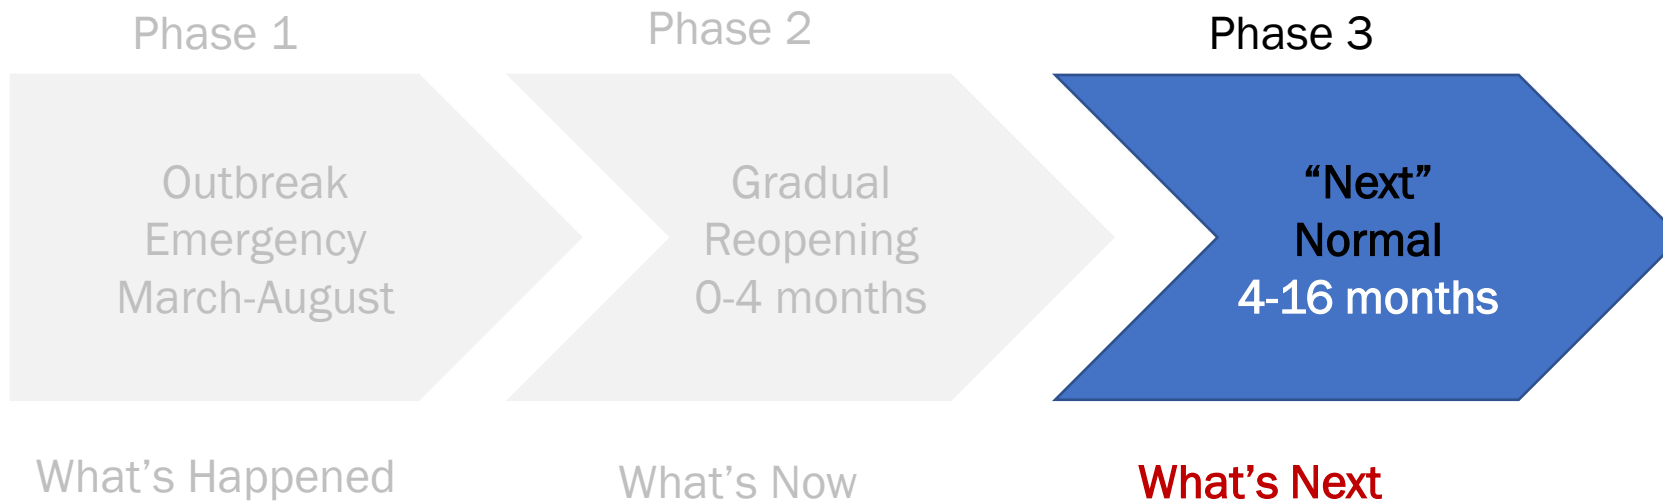 Phase 1
Phase 2
Phase 3
Outbreak
Emergency
March-August
Gradual
Reopening
0-4 months
“Next”
Normal
4-16 months
What’s Happened
What’s Now
What’s Next